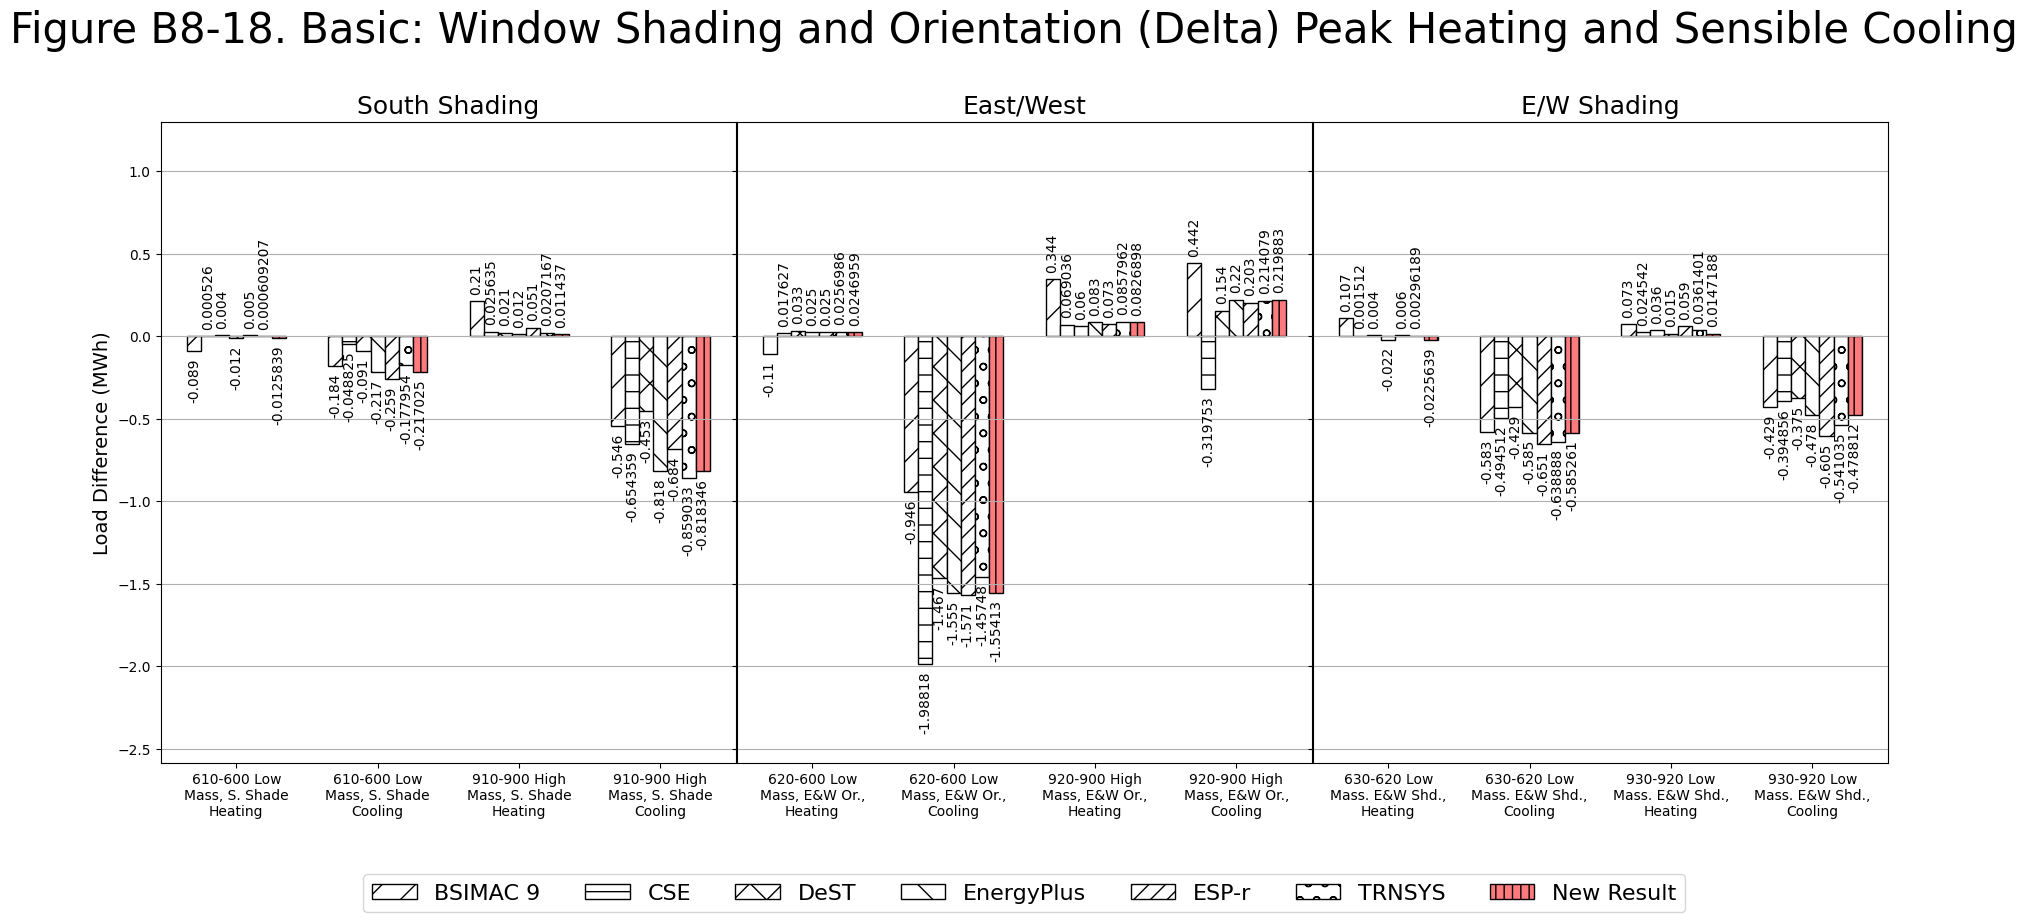 Figure B8-18. Basic: Window Shading and Orientation (Delta) Peak Heating and Sensible Cooling
South Shading
East/West
E/W Shading
Load Difference (MWh)
1.0
0.5
0.0
−0.5
−1.0
−1.5
−2.0
−2.5
-0.089
0.000526
0.004
-0.012
0.005
0.000609207
-0.0125839
-0.184
-0.048825
-0.091
-0.217
-0.259
-0.177954
-0.217025
0.21
0.025635
0.021
0.012
0.051
0.0207167
0.011437
-0.546
-0.654359
-0.453
-0.818
-0.684
-0.859033
-0.818346
-0.11
0.017627
0.033
0.025
0.025
0.0256986
0.0246959
-0.946
-1.98818
-1.467
-1.555
-1.571
-1.45748
-1.55413
0.344
0.069036
0.06
0.083
0.073
0.0857962
0.0826898
0.442
-0.319753
0.154
0.22
0.203
0.214079
0.219883
0.107
0.001512
0.004
-0.022
0.006
0.00296189
-0.0225639
-0.583
-0.494512
-0.429
-0.585
-0.651
-0.638888
-0.585261
0.073
0.024542
0.036
0.015
0.059
0.0361401
0.0147188
-0.429
-0.394856
-0.375
-0.478
-0.605
-0.541035
-0.478812
610-600 Low
Mass, S. Shade
Heating
610-600 Low
Mass, S. Shade
Cooling
910-900 High
Mass, S. Shade
Heating
910-900 High
Mass, S. Shade
Cooling
620-600 Low
Mass, E&W Or.,
Heating
620-600 Low
Mass, E&W Or.,
Cooling
920-900 High
Mass, E&W Or.,
Heating
920-900 High
Mass, E&W Or.,
Cooling
630-620 Low
Mass. E&W Shd.,
Heating
630-620 Low
Mass. E&W Shd.,
Cooling
930-920 Low
Mass. E&W Shd.,
Heating
930-920 Low
Mass. E&W Shd.,
Cooling
BSIMAC 9
CSE
DeST
EnergyPlus
ESP-r
TRNSYS
New Result